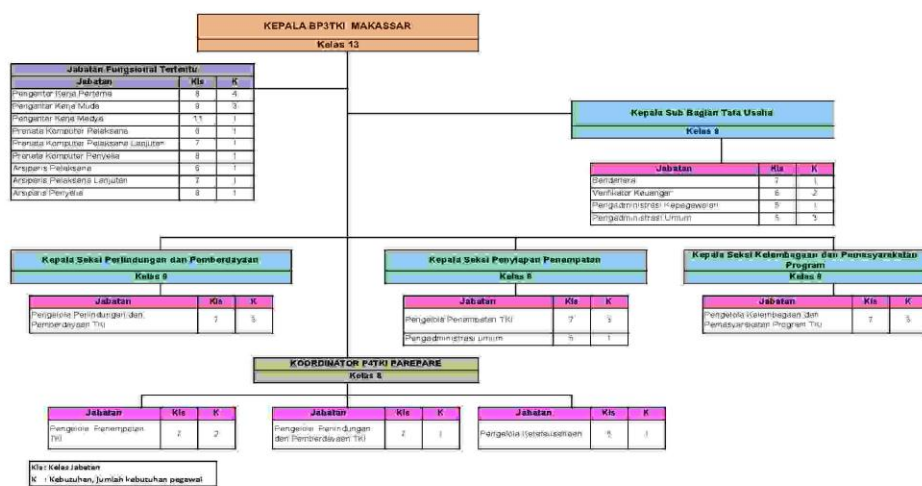 KEPALA BP3TKI MAKASSAR
Kelas 13
Jabatan Fungsional Tertentu
Jabatan Kls K
Pengantar Kerja Pertama 8 4
Pengantar Kerja Muda 9 3
Pengantar Kerja Madya 11 1
Pranata Komputer Pelaksana 6 1
Pranata Komputer Pelaksana Lanjutan 7 1
Pranata Komputer Penyelia 8 1
Arsiparis Pelaksana 6 1
Arsiparis Pelaksana Lanjutan 7 1
Arsiparis Penyelia 8 1
Kepala Sub Bagian Tata Usaha
Kelas 9
Jabatan Kls K
Bendahara 7 1
Verifikator Keuangan 6 2
Pengadministrasi Kepegawaian 5 1
Pengadministrasi Umum 5 3
Kepala Seksi Perlindungan dan Pemberdayaan
Kelas 9
Jabatan Kls K
Pengelola Perlindungan dan
Pemberdayaan TKI 7
Kepala Seksi Penyiapan Penempatan
Kelas
Jabatan Kls K
Pengelola Penempatan TKI 7
Pengadministrasi umum 5 1
Kepala Seksi Kelembagaan dan Pemasyarakatan
Program
Kelas 9
Jabatan Kls K
Pengelola Kelembagaan dan
Pemasyarakatan Program TKI 7
KOORDINATOR P4TKI PAREPARE
Kelas 8
Jabatan Kls K
Pengelola Penempatan
TKI 7 2
Jabatan Kls K
Pengelola Perlindungan
dan Pemberdayaan TKI 7 1
Jabatan Kls K
Pengelola Ketatausahaan 1
Kls : Kelas Jabatan
K : Kebutuhan, Jumlah kebutuhan pegawai